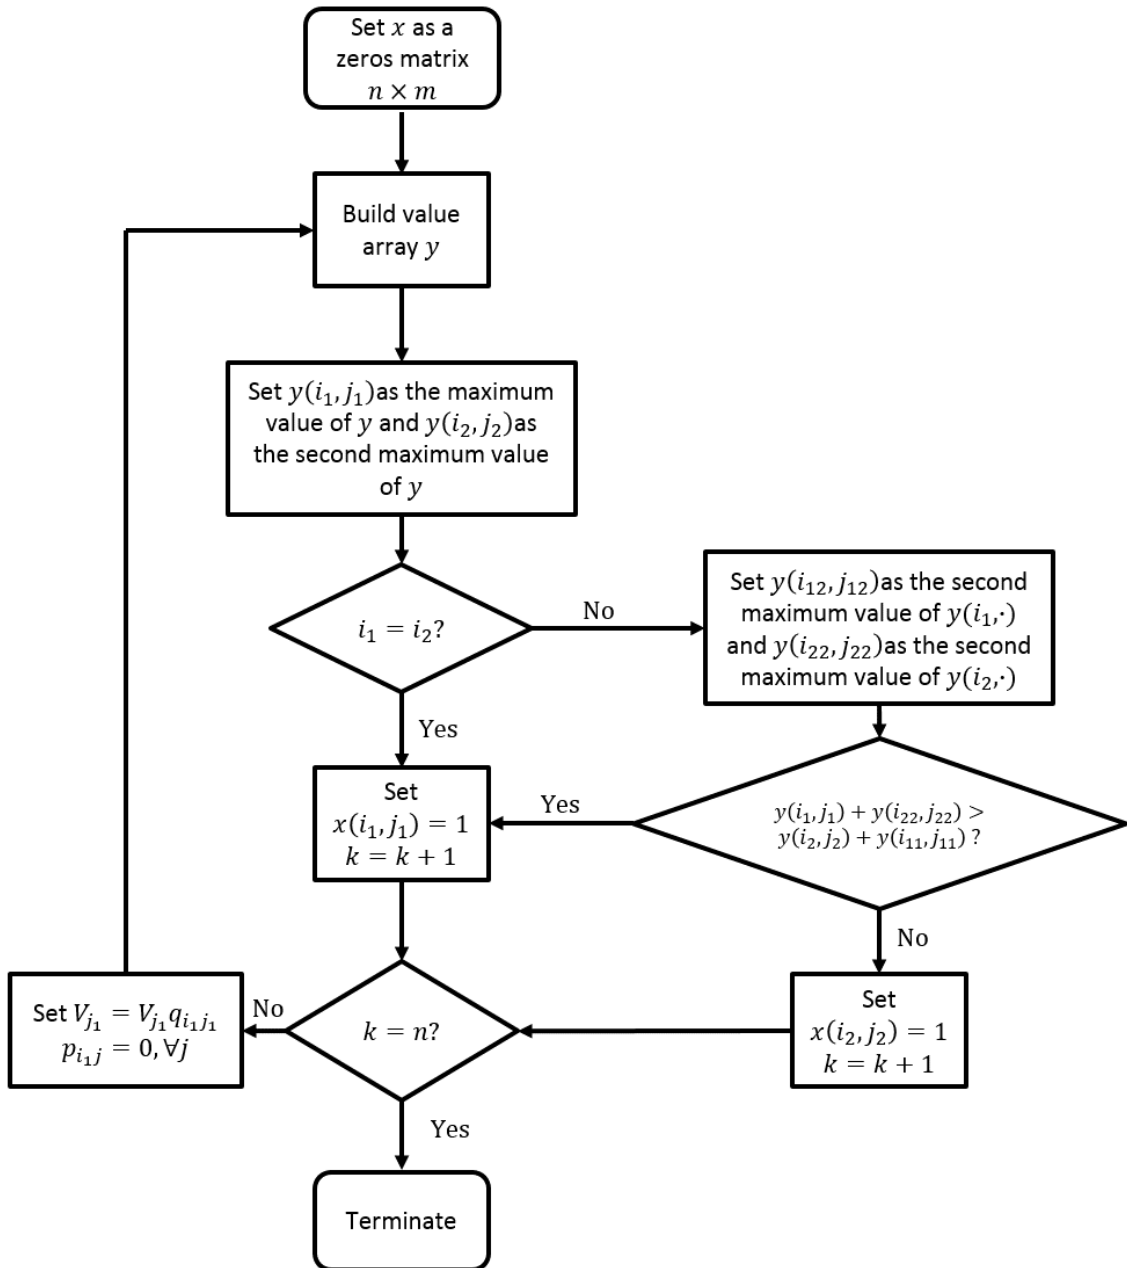 Set x as a
zeros matrix
n × m
Build value
array y
Set y(i₁, j₁)as the maximum
value of y and y(i₂, j₂)as
the second maximum value
of y
i₁ = i₂?
No
Set y(i₁₂, j₁₂)as the second
maximum value of y(i₁,·)
and y(i₂₂, j₂₂)as the second
maximum value of y(i₂,·)
Yes
Set
x(i₁, j₁) = 1
k = k + 1
Yes
y(i₁, j₁) + y(i₂₂, j₂₂) >
y(i₂, j₂) + y(i₁₁, j₁₁) ?
No
Set V_{j₁} = V_{j₁}q_{i₁j₁}
p_{i₁j} = 0, ∀j
No
k = n?
Set
x(i₂, j₂) = 1
k = k + 1
Yes
Terminate